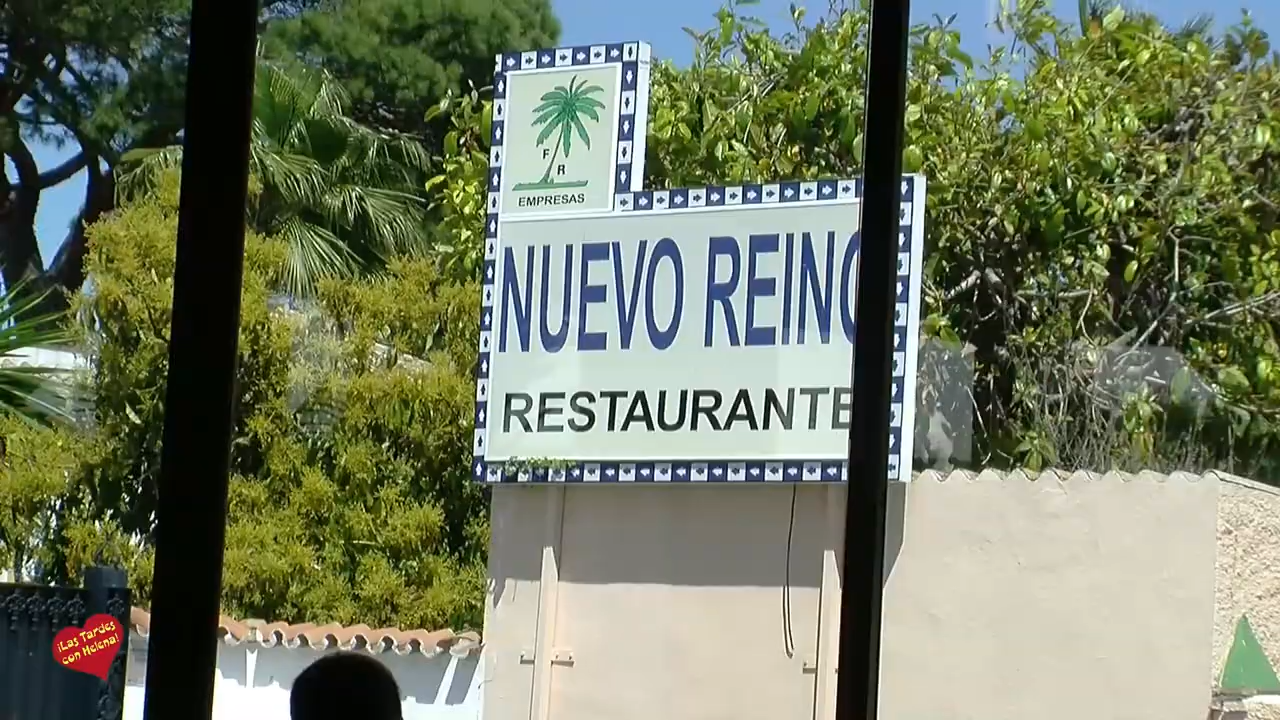 F
R
EMPRESAS
NUEVO REINO
RESTAURANTE
¡Las Tardes
con Helena!